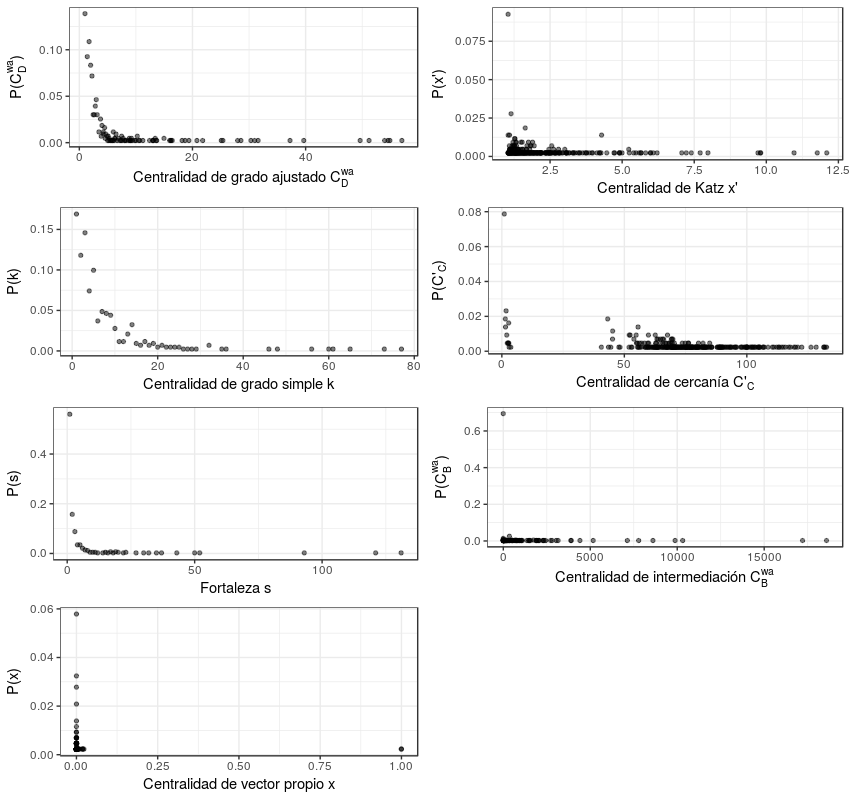 P(C_D^wa)
0.10
0.05
0.00
0 20 40
Centralidad de grado ajustado C_D^wa
P(x')
0.075
0.050
0.025
0.000
2.5 5.0 7.5 10.0 12.5
Centralidad de Katz x'
P(k)
0.15
0.10
0.05
0.00
0 20 40 60 80
Centralidad de grado simple k
P(C'_C)
0.08
0.06
0.04
0.02
0.00
0 50 100
Centralidad de cercanía C'_C
P(s)
0.4
0.2
0.0
0 50 100
Fortaleza s
P(C_B^wa)
0.6
0.4
0.2
0.0
0 5000 10000 15000
Centralidad de intermediación C_B^wa
P(x)
0.06
0.04
0.02
0.00
0.00 0.25 0.50 0.75 1.00
Centralidad de vector propio x